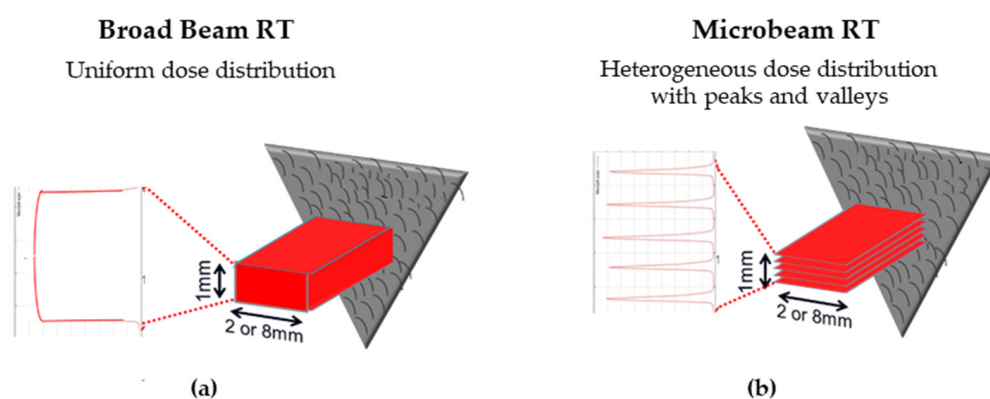 Broad Beam RT
Uniform dose distribution
1mm
2 or 8mm
(a)
Microbeam RT
Heterogeneous dose distribution
with peaks and valleys
1mm
2 or 8mm
(b)